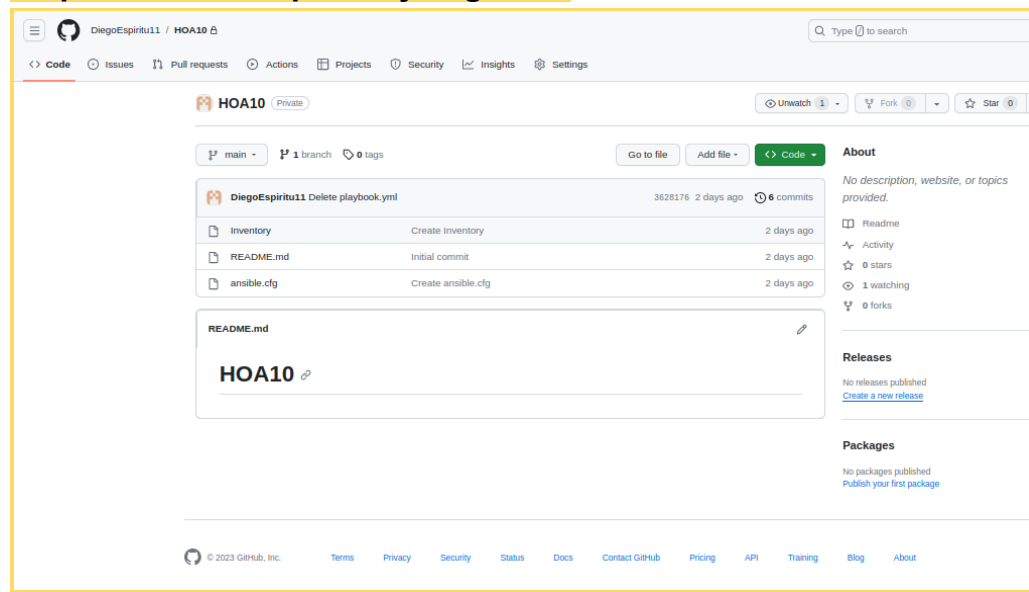 DiegoEspiritu11 / HOA10
Type / to search
Code Issues Pull requests Actions Projects Security Insights Settings
HOA10 Private
Unwatch 1 Fork 0 Star 0
main 1 branch 0 tags
Go to file Add file Code
DiegoEspiritu11 Delete playbook.yml 3628176 2 days ago 6 commits
Inventory Create Inventory 2 days ago
README.md Initial commit 2 days ago
ansible.cfg Create ansible.cfg 2 days ago
README.md
HOA10
About
No description, website, or topics
provided.
Readme
Activity
0 stars
1 watching
0 forks
Releases
No releases published
Create a new release
Packages
No packages published
Publish your first package
© 2023 GitHub, Inc. Terms Privacy Security Status Docs Contact GitHub Pricing API Training Blog About